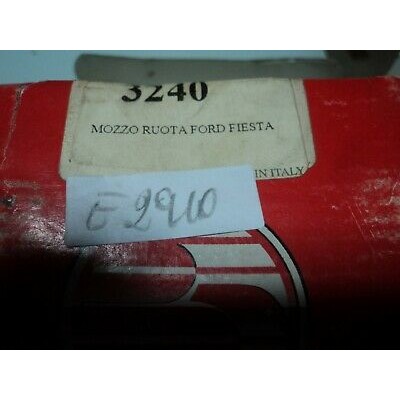 3240
MOZZO RUOTA FORD FIESTA
IN ITALY
E2910